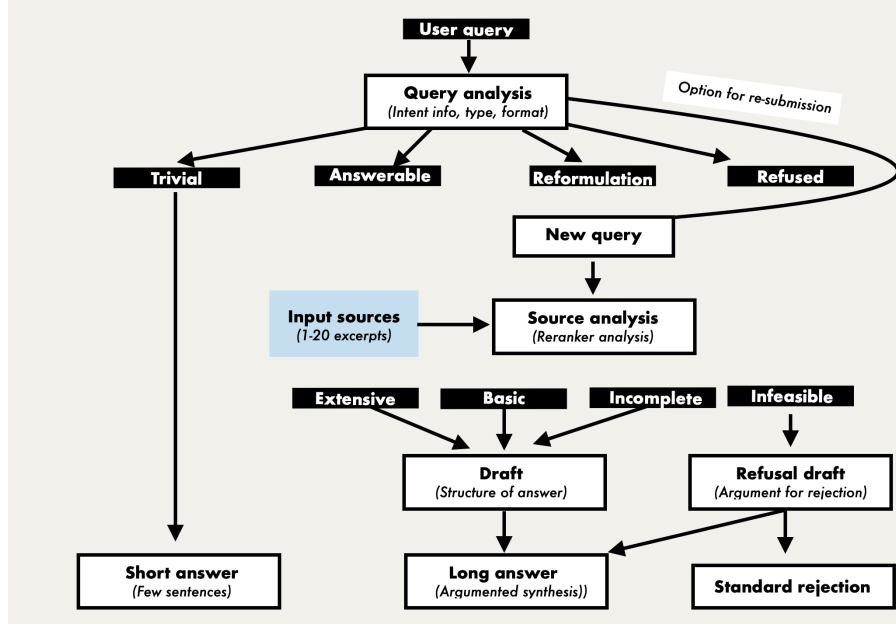 User query
Query analysis
(Intent info, type, format)
Option for re-submission
Trivial
Answerable
Reformulation
Refused
New query
Input sources
(1-20 excerpts)
Source analysis
(Reranker analysis)
Extensive
Basic
Incomplete
Infeasible
Draft
(Structure of answer)
Refusal draft
(Argument for rejection)
Short answer
(Few sentences)
Long answer
(Argumented synthesis))
Standard rejection